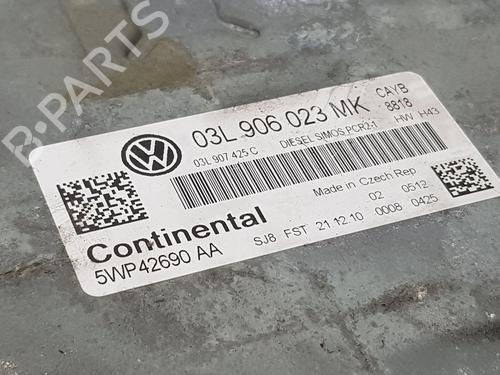 B-PARTS
03L 906 023 MK
CAYB
8818
03L 907 425 C
DIESEL SIMOS PCR2.1
HW H43
Made in Czech Rep
02 0512
Continental
SJ8 FST 21.12.10 0008 0425
5WP42690 AA